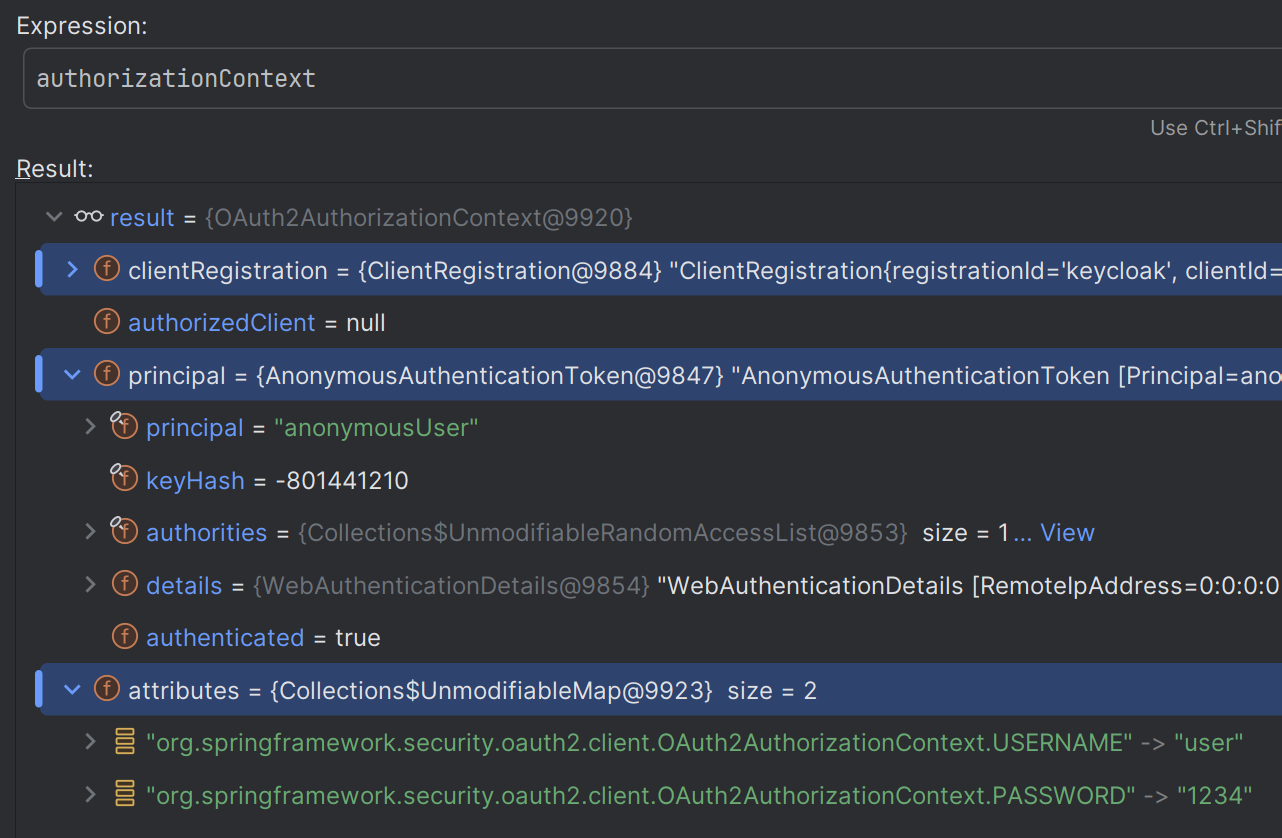 Expression:
authorizationContext
Use Ctrl+Shif
Result:
result = {OAuth2AuthorizationContext@9920}
f clientRegistration = {ClientRegistration@9884} "ClientRegistration{registrationId='keycloak', clientId=
f authorizedClient = null
f principal = {AnonymousAuthenticationToken@9847} "AnonymousAuthenticationToken [Principal=ano
f principal = "anonymousUser"
f keyHash = -801441210
f authorities = {Collections$UnmodifiableRandomAccessList@9853} size = 1... View
f details = {WebAuthenticationDetails@9854} "WebAuthenticationDetails [RemoteIpAddress=0:0:0:0
f authenticated = true
f attributes = {Collections$UnmodifiableMap@9923} size = 2
"org.springframework.security.oauth2.client.OAuth2AuthorizationContext.USERNAME" -> "user"
"org.springframework.security.oauth2.client.OAuth2AuthorizationContext.PASSWORD" -> "1234"